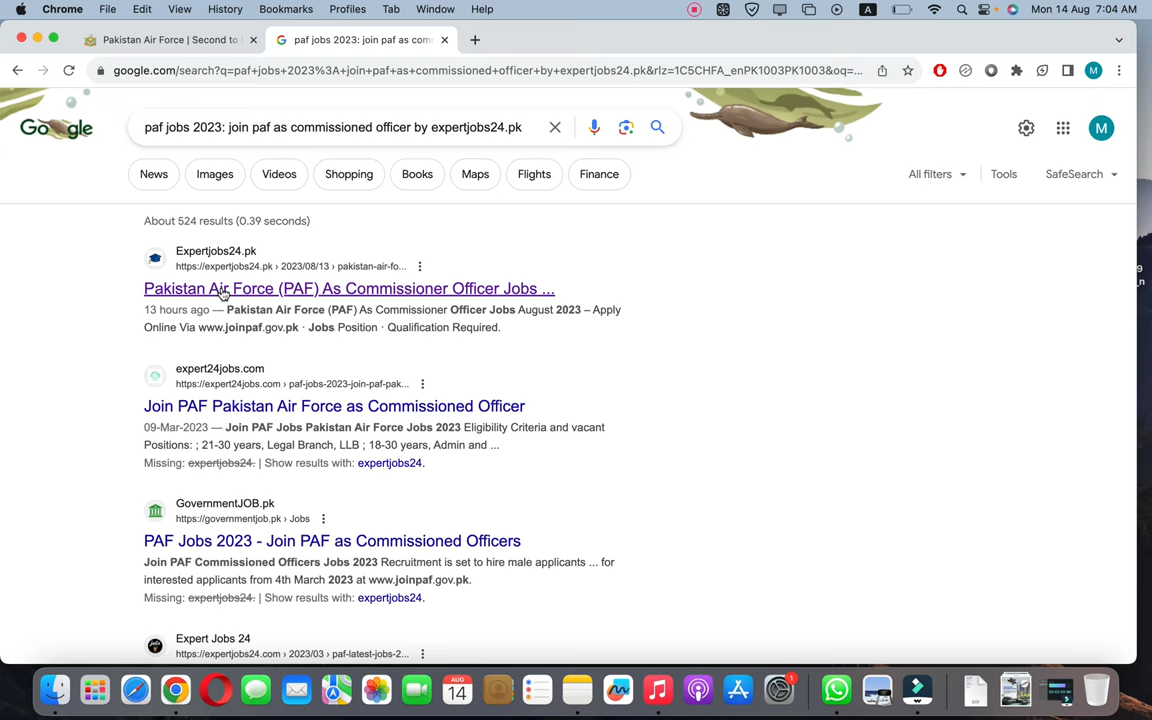 Chrome File Edit View History Bookmarks Profiles Tab Window Help A Mon 14 Aug 7:04 AM
Pakistan Air Force | Second to paf jobs 2023: join paf as com
google.com/search?q=paf+jobs+2023%3A+join+paf+as+commissioned+officer+by+expertjobs24.pk&rlz=1C5CHFA_enPK1003PK1003&oq=... M
Google paf jobs 2023: join paf as commissioned officer by expertjobs24.pk M
News Images Videos Shopping Books Maps Flights Finance All filters Tools SafeSearch
About 524 results (0.39 seconds)
Expertjobs24.pk
https://expertjobs24.pk › 2023/08/13 › pakistan-air-fo...
Pakistan Air Force (PAF) As Commissioner Officer Jobs ...
13 hours ago — Pakistan Air Force (PAF) As Commissioner Officer Jobs August 2023 – Apply
Online Via www.joinpaf.gov.pk · Jobs Position · Qualification Required.
expert24jobs.com
https://expert24jobs.com › paf-jobs-2023-join-paf-pak...
Join PAF Pakistan Air Force as Commissioned Officer
09-Mar-2023 — Join PAF Jobs Pakistan Air Force Jobs 2023 Eligibility Criteria and vacant
Positions: ; 21-30 years, Legal Branch, LLB ; 18-30 years, Admin and ...
Missing: expertjobs24. | Show results with: expertjobs24.
GovernmentJOB.pk
https://governmentjob.pk › Jobs
PAF Jobs 2023 - Join PAF as Commissioned Officers
Join PAF Commissioned Officers Jobs 2023 Recruitment is set to hire male applicants ... for
interested applicants from 4th March 2023 at www.joinpaf.gov.pk.
Missing: expertjobs24. | Show results with: expertjobs24.
Expert Jobs 24
https://expertjobs24.com › 2023/03 › paf-latest-jobs-2...
AUG
14
1